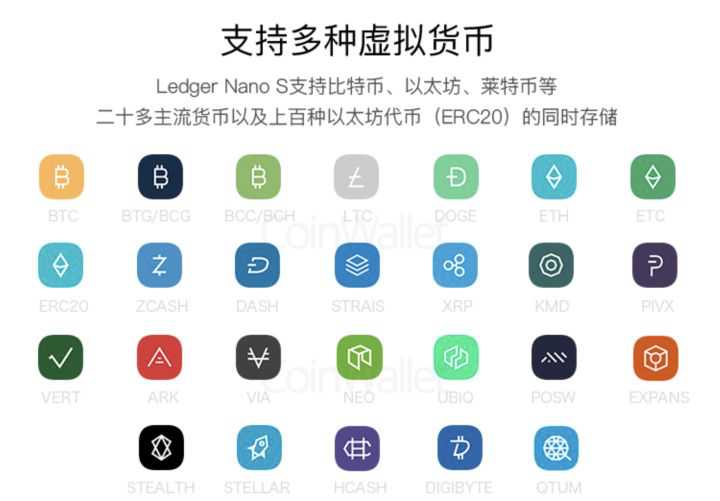 支持多种虚拟货币
Ledger Nano S支持比特币、以太坊、莱特币等
二十多主流货币以及上百种以太坊代币（ERC20）的同时存储
BTC BTG/BCG BCC/BCH LTC DOGE ETH ETC
CoinWallet
ERC20 ZCASH DASH STRAIS XRP KMD PIVX
VERT ARK VIA NEO UBIQ POSW EXPANS
CoinWallet
STEALTH STELLAR HCASH DIGIBYTE QTUM